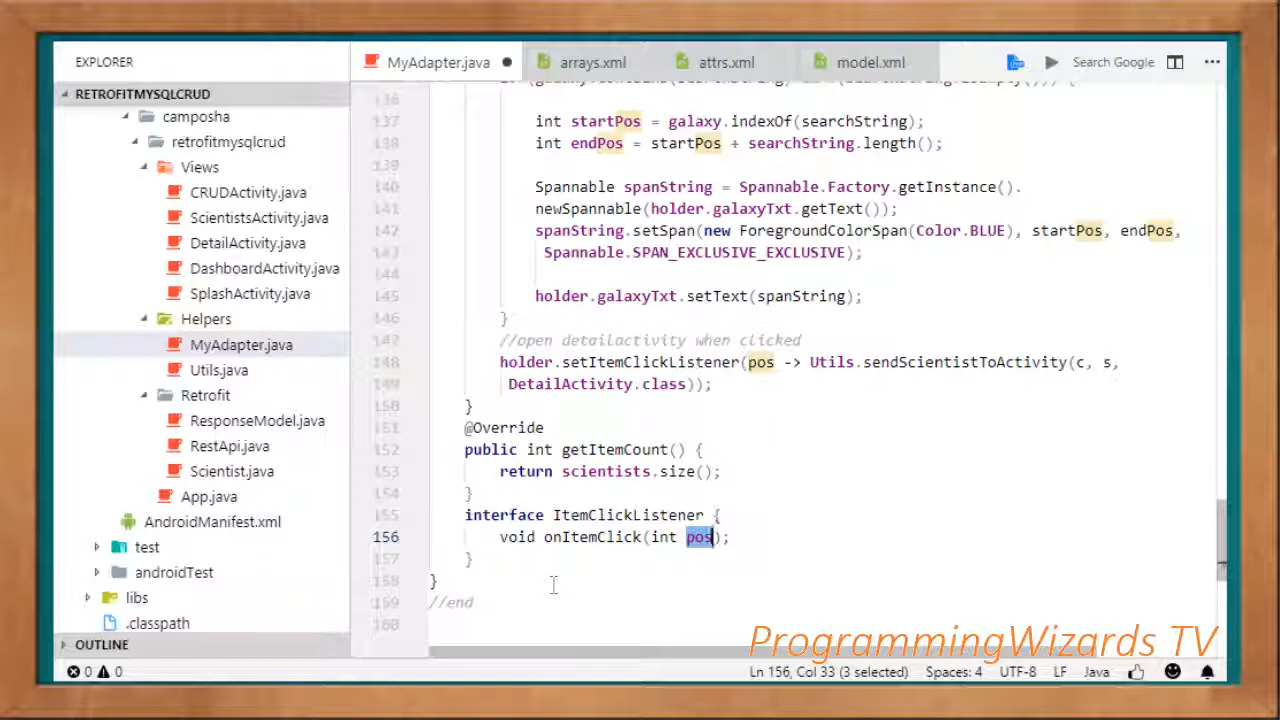 EXPLORER
MyAdapter.java
arrays.xml
attrs.xml
model.xml
Search Google
RETROFITMYSQLCRUD
camposha
retrofitmysqlcrud
Views
CRUDActivity.java
ScientistsActivity.java
DetailActivity.java
DashboardActivity.java
SplashActivity.java
Helpers
MyAdapter.java
Utils.java
Retrofit
ResponseModel.java
RestApi.java
Scientist.java
App.java
AndroidManifest.xml
test
androidTest
libs
.classpath
OUTLINE
136
137 int startPos = galaxy.indexOf(searchString);
138 int endPos = startPos + searchString.length();
139
140 Spannable spanString = Spannable.Factory.getInstance().
141 newSpannable(holder.galaxyTxt.getText());
142 spanString.setSpan(new ForegroundColorSpan(Color.BLUE), startPos, endPos,
143 Spannable.SPAN_EXCLUSIVE_EXCLUSIVE);
144
145 holder.galaxyTxt.setText(spanString);
146 }
147 //open detailactivity when clicked
148 holder.setItemClickListener(pos -> Utils.sendScientistToActivity(c, s,
149 DetailActivity.class));
150 }
151 @Override
152 public int getItemCount() {
153 return scientists.size();
154 }
155 interface ItemClickListener {
156 void onItemClick(int pos);
157 }
158 }
159 //end
160
ProgrammingWizards TV
0 0
Ln 156, Col 33 (3 selected) Spaces: 4 UTF-8 LF Java